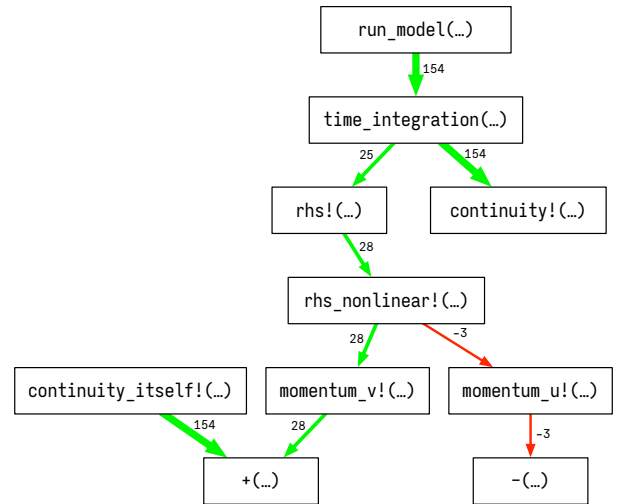 run_model(…)
154
time_integration(…)
25
154
rhs!(…)
continuity!(…)
28
rhs_nonlinear!(…)
28
-3
continuity_itself!(…)
momentum_v!(…)
momentum_u!(…)
154
28
-3
+(…)
-(…)